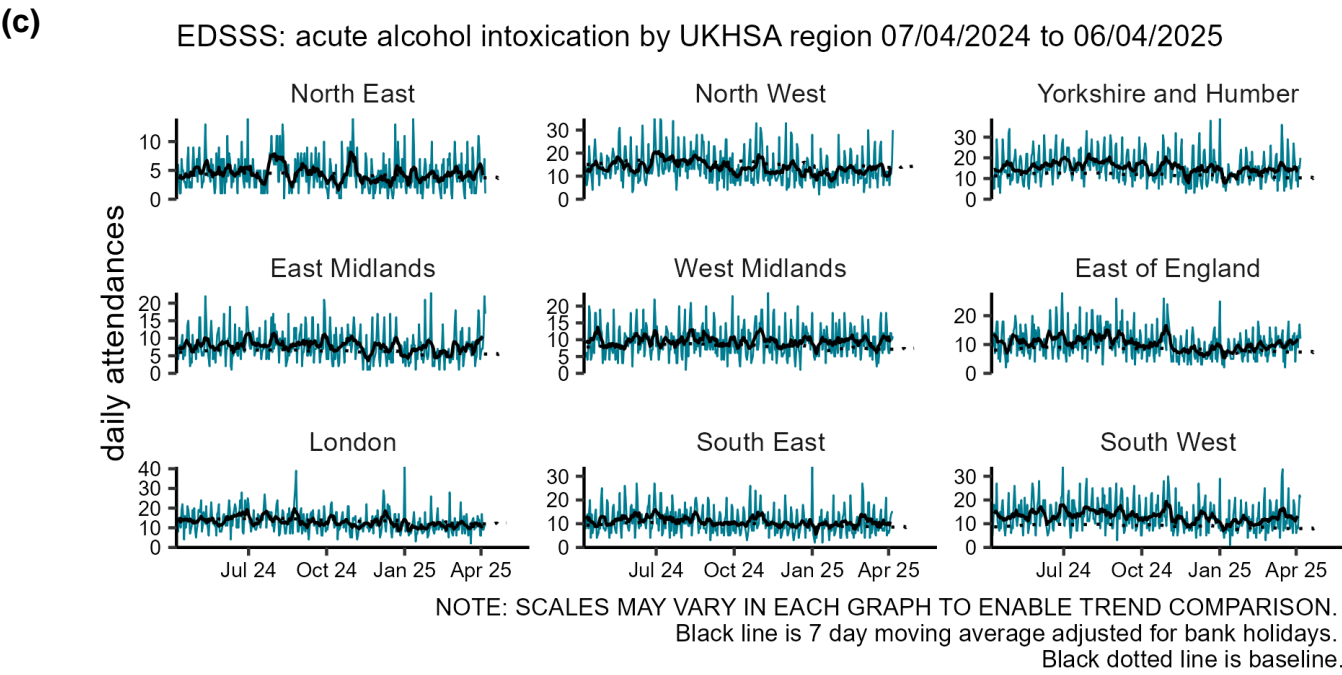 (c)
EDSSS: acute alcohol intoxication by UKHSA region 07/04/2024 to 06/04/2025
daily attendances
North East
10
5
0
North West
30
20
10
0
Yorkshire and Humber
30
20
10
0
East Midlands
20
15
10
5
0
West Midlands
20
15
10
5
0
East of England
20
10
0
London
40
30
20
10
0
Jul 24 Oct 24 Jan 25 Apr 25
South East
30
20
10
0
Jul 24 Oct 24 Jan 25 Apr 25
South West
30
20
10
0
Jul 24 Oct 24 Jan 25 Apr 25
NOTE: SCALES MAY VARY IN EACH GRAPH TO ENABLE TREND COMPARISON.
Black line is 7 day moving average adjusted for bank holidays.
Black dotted line is baseline.